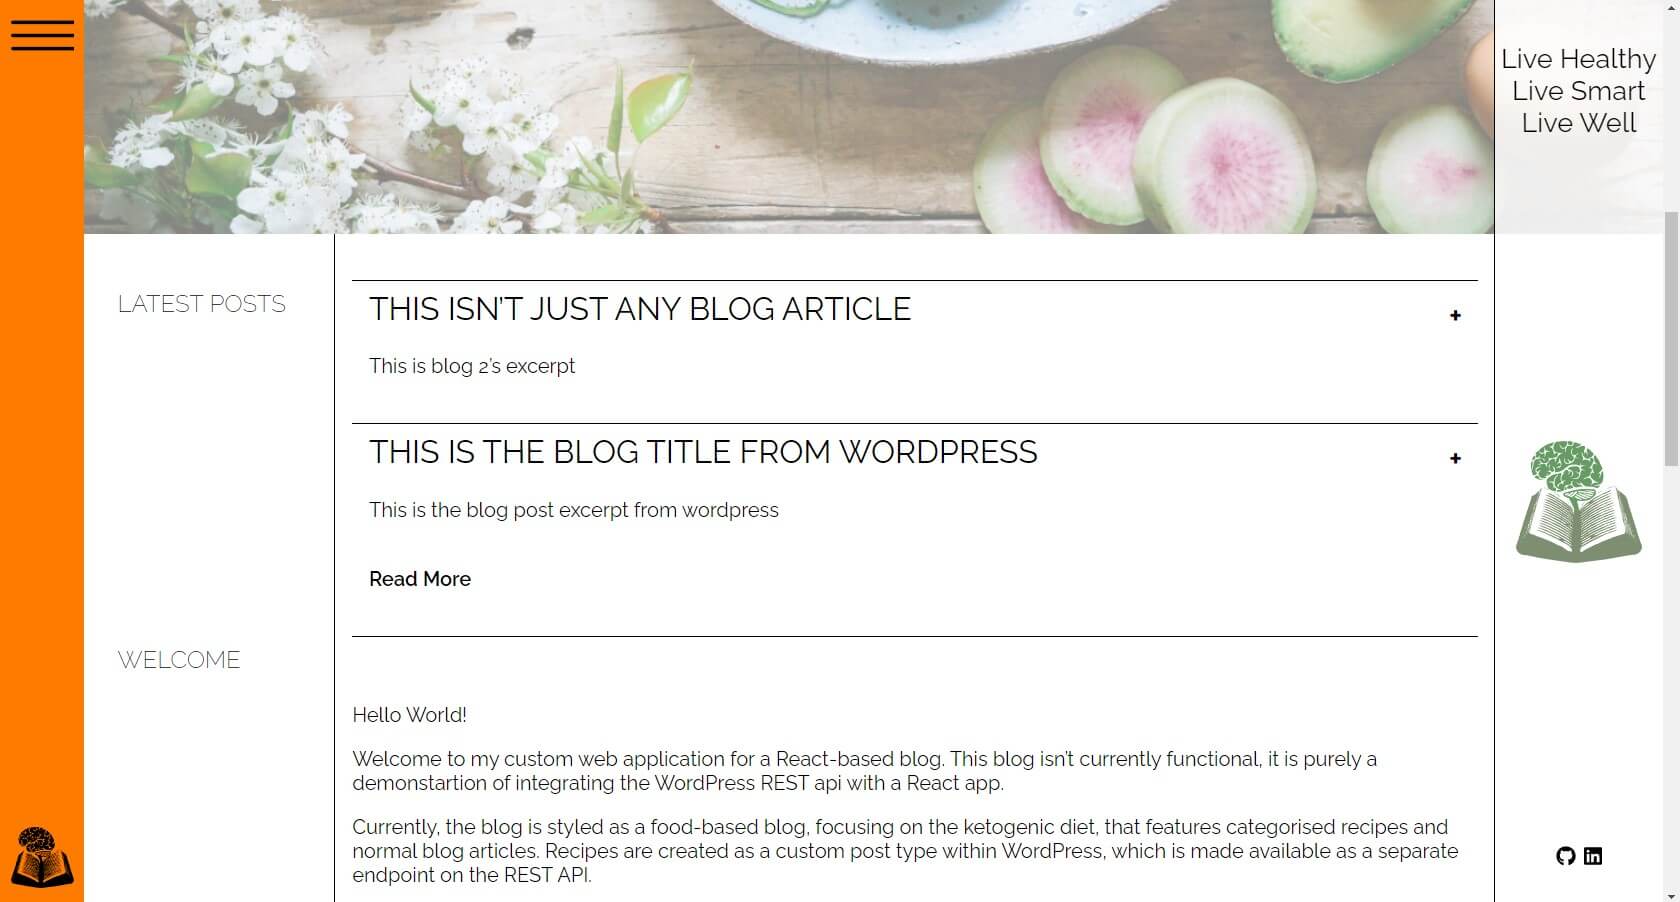 Live Healthy
Live Smart
Live Well
LATEST POSTS
THIS ISN’T JUST ANY BLOG ARTICLE
+
This is blog 2’s excerpt
THIS IS THE BLOG TITLE FROM WORDPRESS
+
This is the blog post excerpt from wordpress
Read More
WELCOME
Hello World!
Welcome to my custom web application for a React-based blog. This blog isn’t currently functional, it is purely a
demonstartion of integrating the WordPress REST api with a React app.
Currently, the blog is styled as a food-based blog, focusing on the ketogenic diet, that features categorised recipes and
normal blog articles. Recipes are created as a custom post type within WordPress, which is made available as a separate
endpoint on the REST API.
in